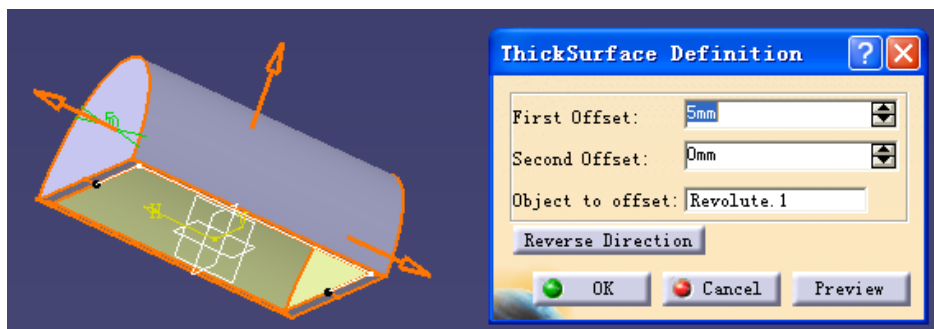 ThickSurface Definition
First Offset: 5mm
Second Offset: 0mm
Object to offset: Revolute.1
Reverse Direction
OK Cancel Preview
H